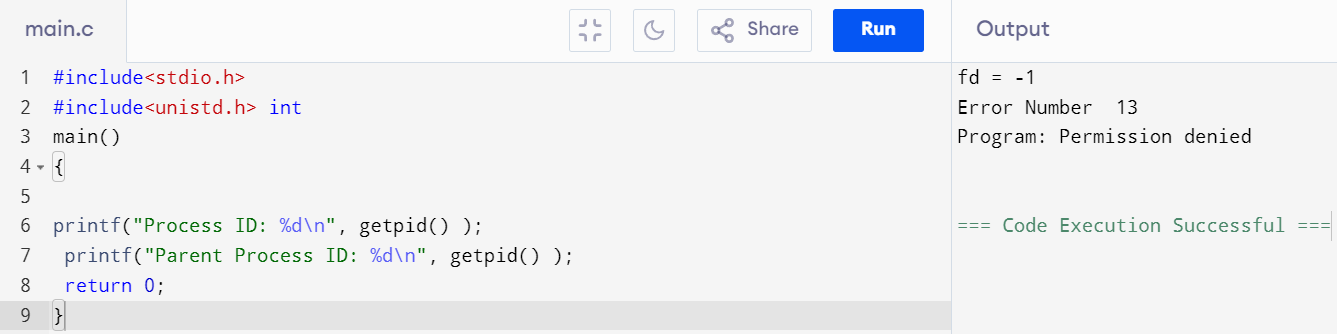 main.c
Share
Run
Output
1 #include<stdio.h>
2 #include<unistd.h> int
3 main()
4 {
5
6 printf("Process ID: %d\n", getpid() );
7 printf("Parent Process ID: %d\n", getpid() );
8 return 0;
9 }
fd = -1
Error Number  13
Program: Permission denied
=== Code Execution Successful ===